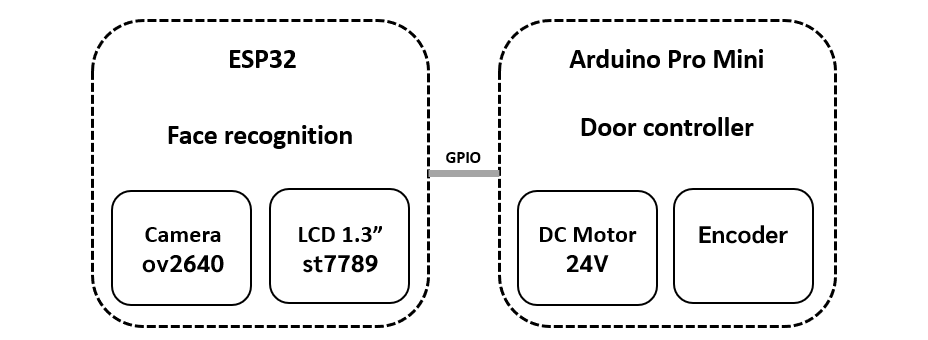 ESP32
Face recognition
Camera
ov2640
LCD 1.3”
st7789
GPIO
Arduino Pro Mini
Door controller
DC Motor
24V
Encoder